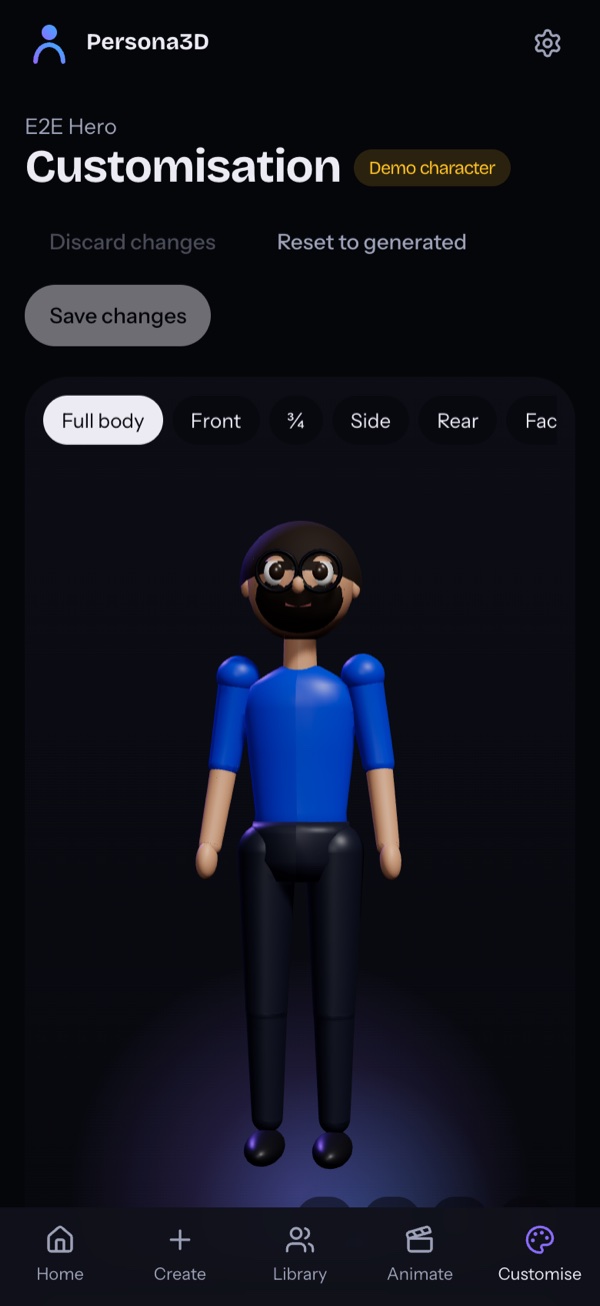 Persona3D
E2E Hero
Customisation Demo character
Discard changes Reset to generated
Save changes
Full body Front ¾ Side Rear Fac
Home Create Library Animate Customise